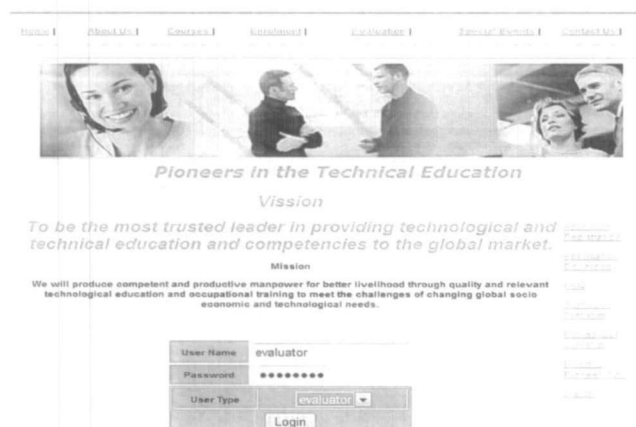 Home | About Us | Courses | Enrolment | Evaluation | Special Events | Contact Us |
Pioneers in the Technical Education
Vission
To be the most trusted leader in providing technological and
technical education and competencies to the global market.
Mission
We will produce competent and productive manpower for better livelihood through quality and relevant
technological education and occupational training to meet the challenges of changing global socio
economic and technological needs.
User Name evaluator
Password ●●●●●●●●
User Type evaluator
Login